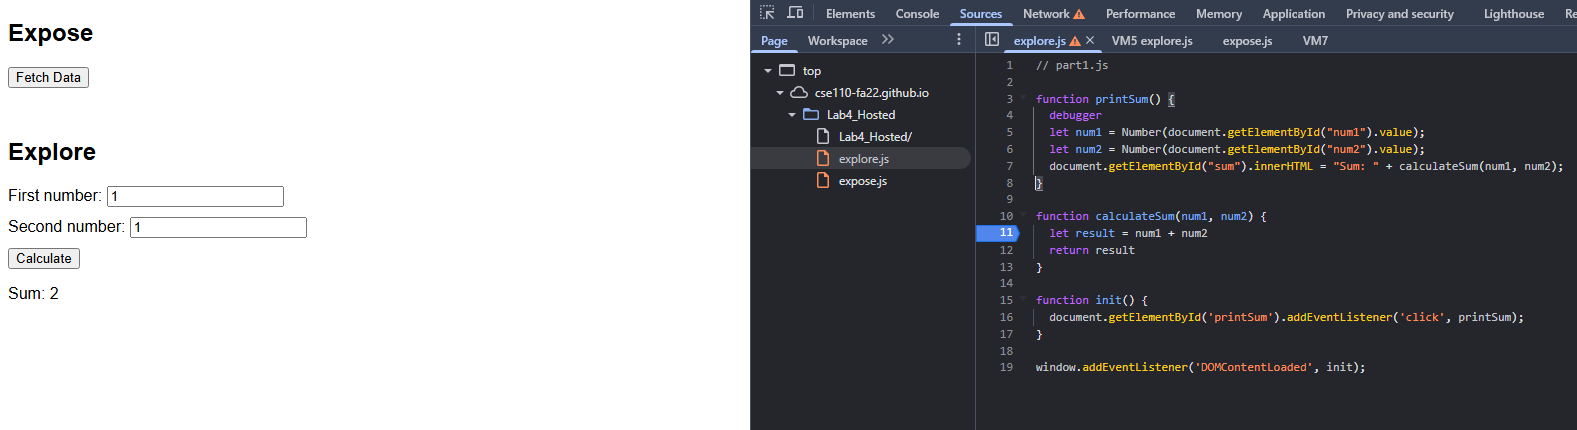 Expose
Fetch Data
Explore
First number: 1
Second number: 1
Calculate
Sum: 2
Elements Console Sources Network Performance Memory Application Privacy and security Lighthouse Re
Page Workspace
explore.js VM5 explore.js expose.js VM7
top
cse110-fa22.github.io
Lab4_Hosted
Lab4_Hosted/
explore.js
expose.js
1 // part1.js
2
3 function printSum() {
4 debugger
5 let num1 = Number(document.getElementById("num1").value);
6 let num2 = Number(document.getElementById("num2").value);
7 document.getElementById("sum").innerHTML = "Sum: " + calculateSum(num1, num2);
8 }
9
10 function calculateSum(num1, num2) {
11 let result = num1 + num2
12 return result
13 }
14
15 function init() {
16 document.getElementById('printSum').addEventListener('click', printSum);
17 }
18
19 window.addEventListener('DOMContentLoaded', init);